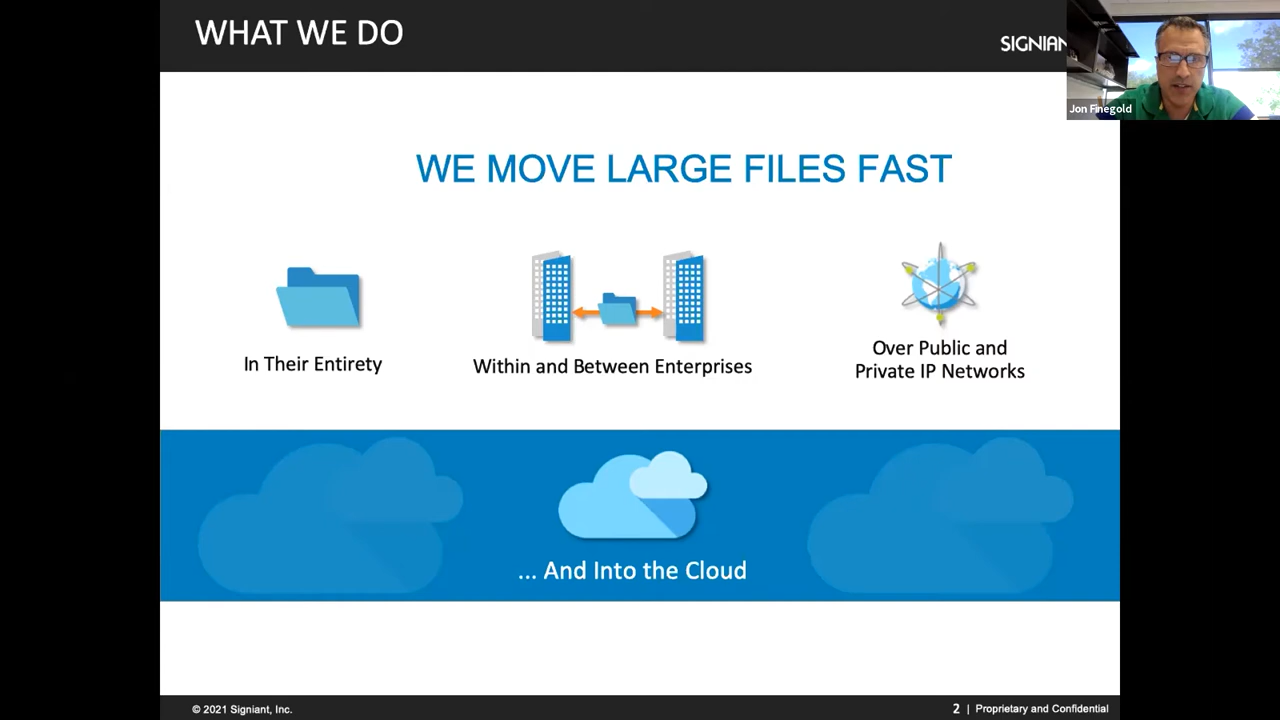 WHAT WE DO
SIGNIAN
Jon Finegold
WE MOVE LARGE FILES FAST
In Their Entirety
Within and Between Enterprises
Over Public and
Private IP Networks
... And Into the Cloud
© 2021 Signiant, Inc.
2 | Proprietary and Confidential